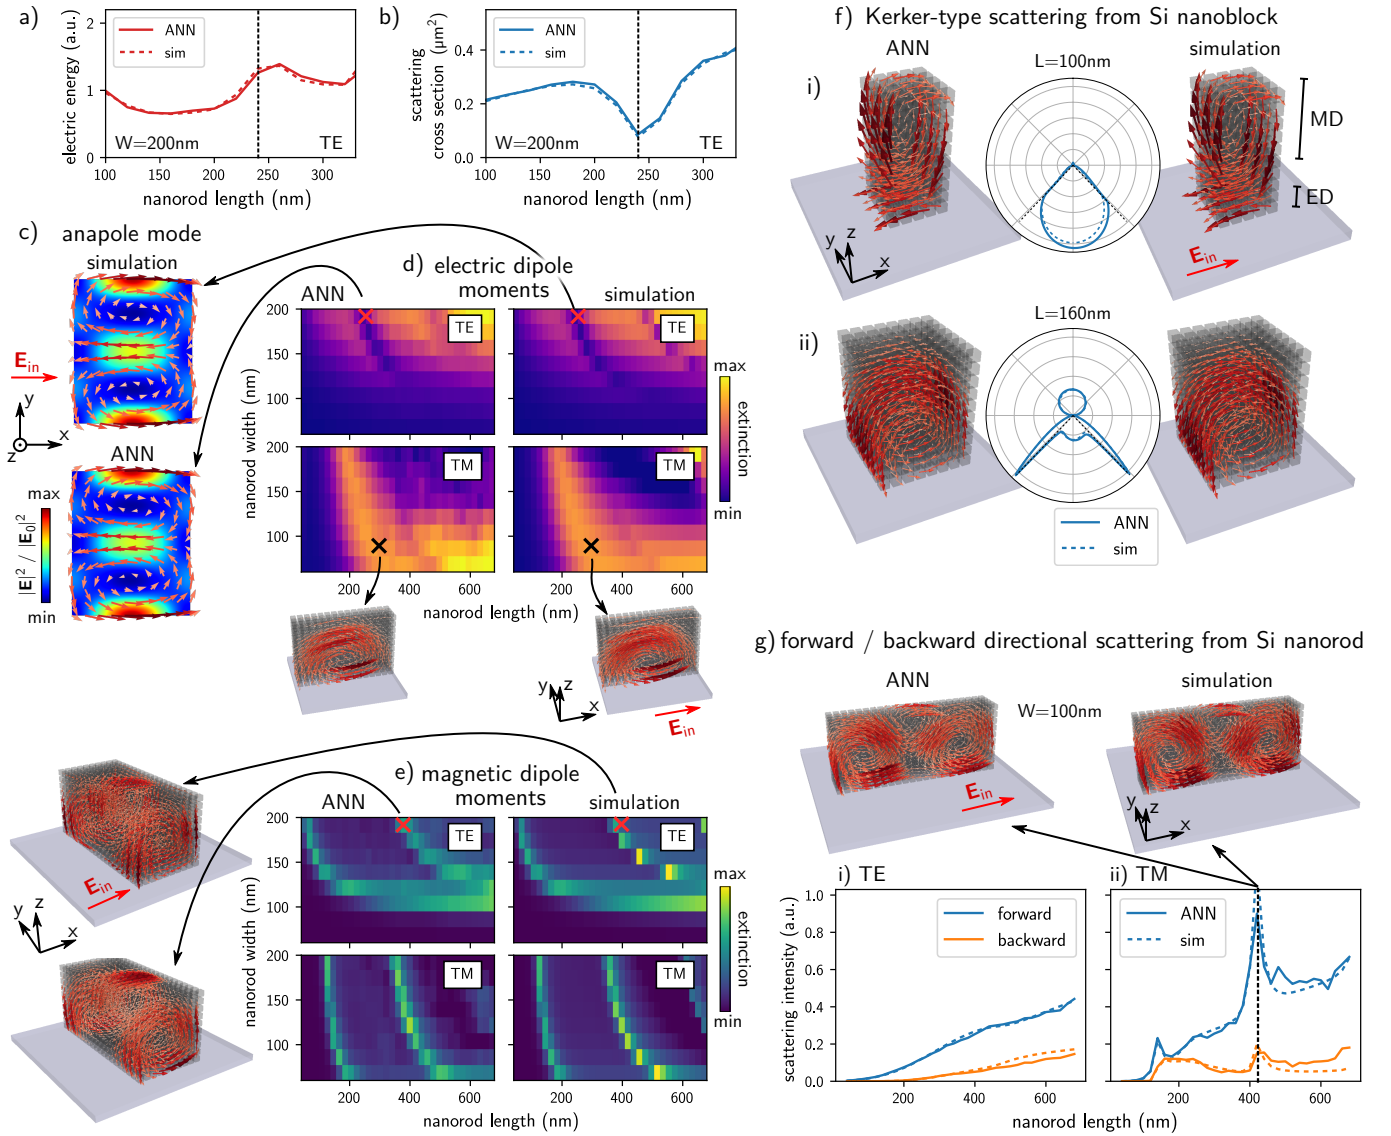 a)
electric energy (a.u.)
2
1
0
ANN
sim
W=200nm
TE
100 150 200 250 300
nanorod length (nm)
b)
scattering
cross section (μm²)
0.4
0.2
0.0
ANN
sim
W=200nm
TE
100 150 200 250 300
nanorod length (nm)
c)
anapole mode
simulation
E_in
y
z
x
ANN
max
|E|² / |E₀|²
min
d) electric dipole
moments
ANN
simulation
nanorod width (nm)
200
150
100
TE
TE
150
200
100
TM
TM
max
extinction
min
200 400 600
200 400 600
nanorod length (nm)
y z
x
E_in
e) magnetic dipole
moments
ANN
simulation
E_in
y z
x
nanorod width (nm)
200
150
100
TE
TE
200
150
100
TM
TM
max
extinction
min
200 400 600
200 400 600
nanorod length (nm)
f) Kerker-type scattering from Si nanoblock
ANN
simulation
i)
L=100nm
MD
ED
y z
x
E_in
ii)
L=160nm
ANN
sim
g) forward / backward directional scattering from Si nanorod
ANN
simulation
W=100nm
E_in
y z
x
i) TE
scattering intensity (a.u.)
1.0
0.8
0.6
0.4
0.2
0.0
forward
backward
200 400 600
ii) TM
ANN
sim
200 400 600
nanorod length (nm)